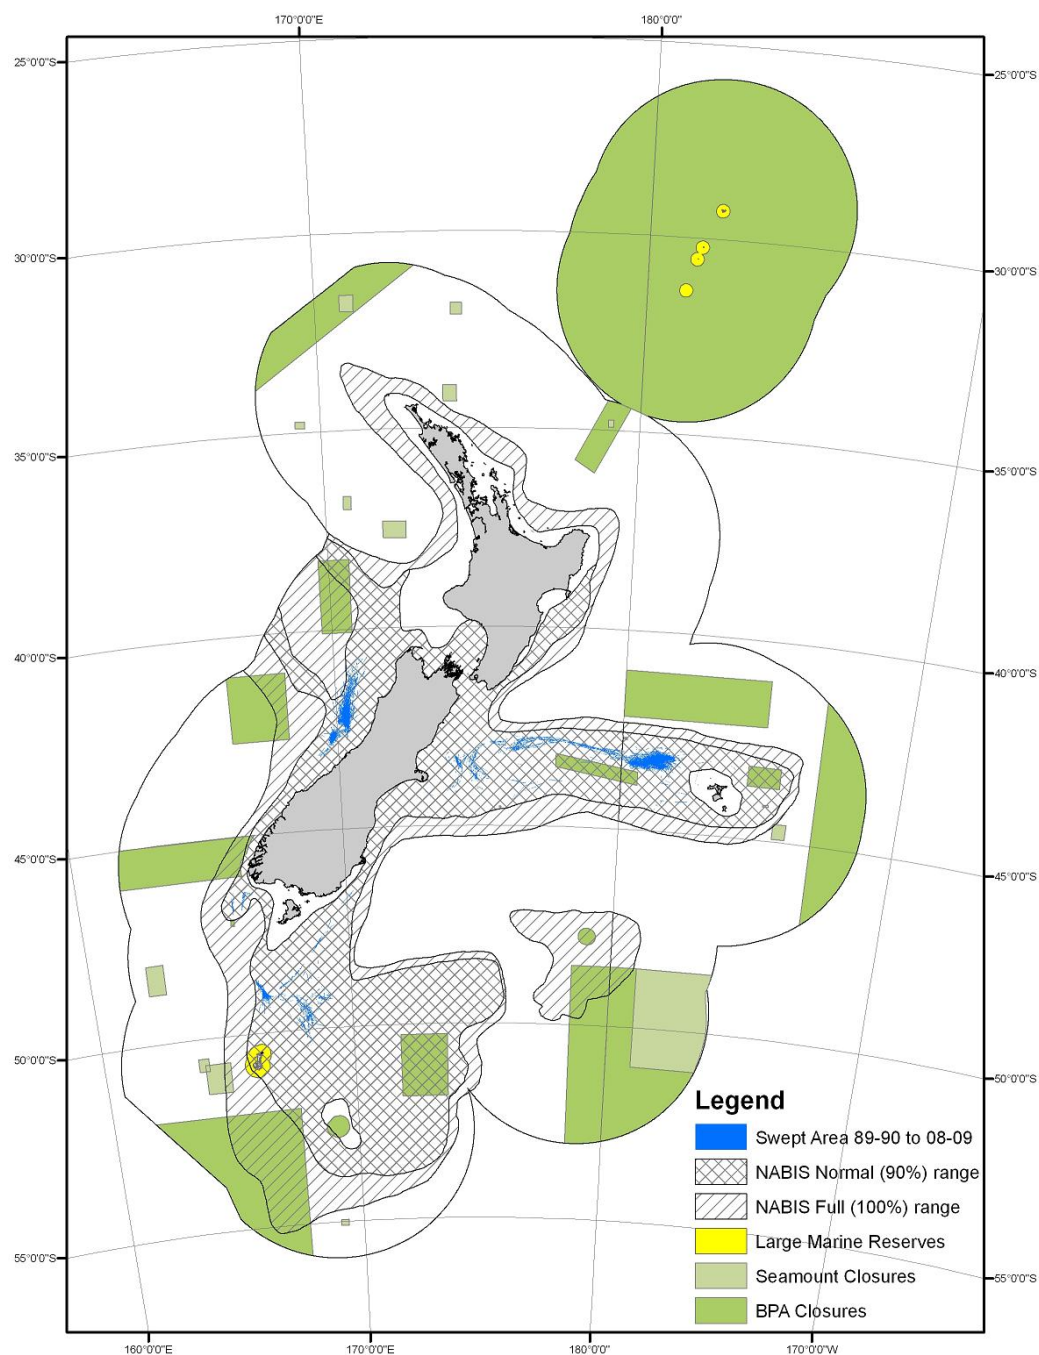 170°0'0"E
180°0'0"
25°0'0"S
25°0'0"S
30°0'0"S
30°0'0"S
35°0'0"S
35°0'0"S
40°0'0"S
40°0'0"S
45°0'0"S
45°0'0"S
50°0'0"S
50°0'0"S
55°0'0"S
55°0'0"S
Legend
Swept Area 89-90 to 08-09
NABIS Normal (90%) range
NABIS Full (100%) range
Large Marine Reserves
Seamount Closures
BPA Closures
160°0'0"E
170°0'0"E
180°0'0"
170°0'0"W